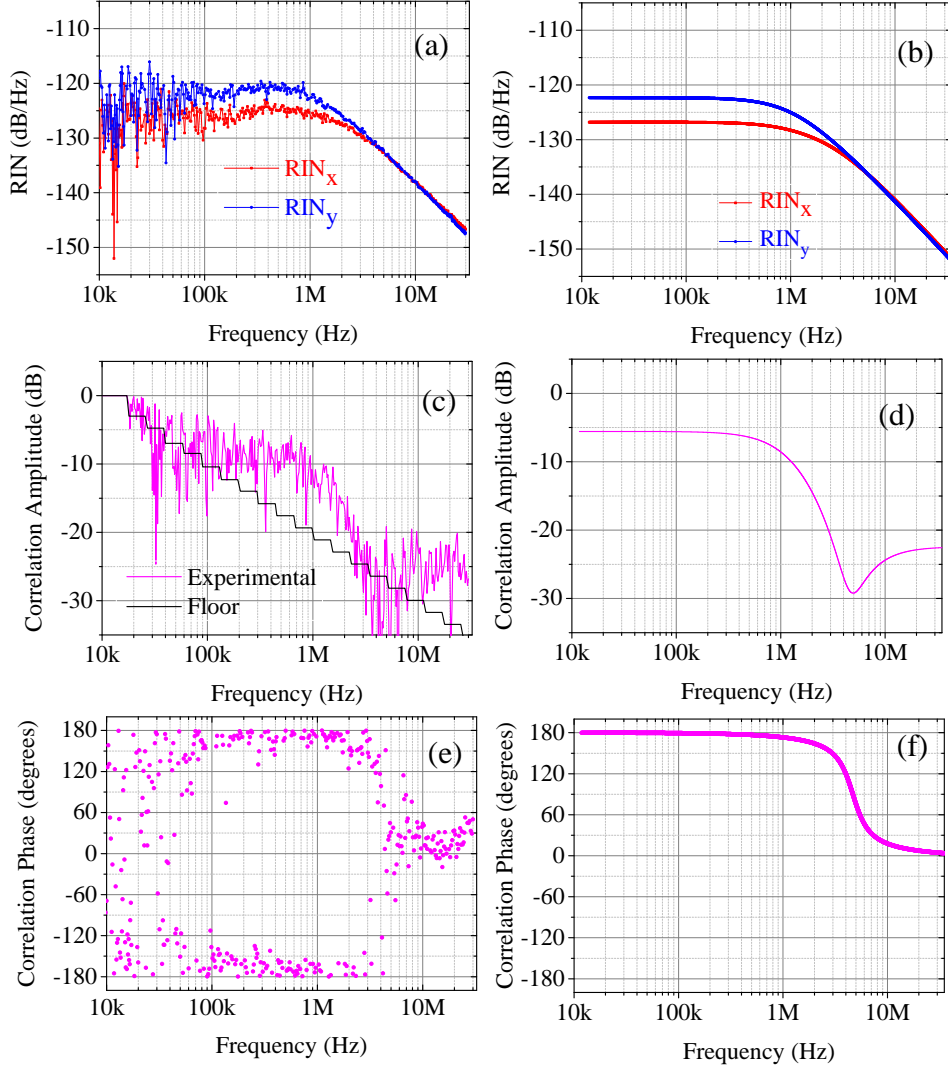 (a)
-110
-120
-130
-140
-150
RIN (dB/Hz)
RINx
RINy
10k 100k 1M 10M
Frequency (Hz)
(b)
-110
-120
-130
-140
-150
RIN (dB/Hz)
RINx
RINy
10k 100k 1M 10M
Frequency (Hz)
(c)
0
-10
-20
-30
Correlation Amplitude (dB)
Experimental
Floor
10k 100k 1M 10M
Frequency (Hz)
(d)
0
-10
-20
-30
Correlation Amplitude (dB)
10k 100k 1M 10M
Frequency (Hz)
(e)
180
120
60
0
-60
-120
-180
Correlation Phase (degrees)
10k 100k 1M 10M
Frequency (Hz)
(f)
180
120
60
0
-60
-120
-180
Correlation Phase (degrees)
10k 100k 1M 10M
Frequency (Hz)